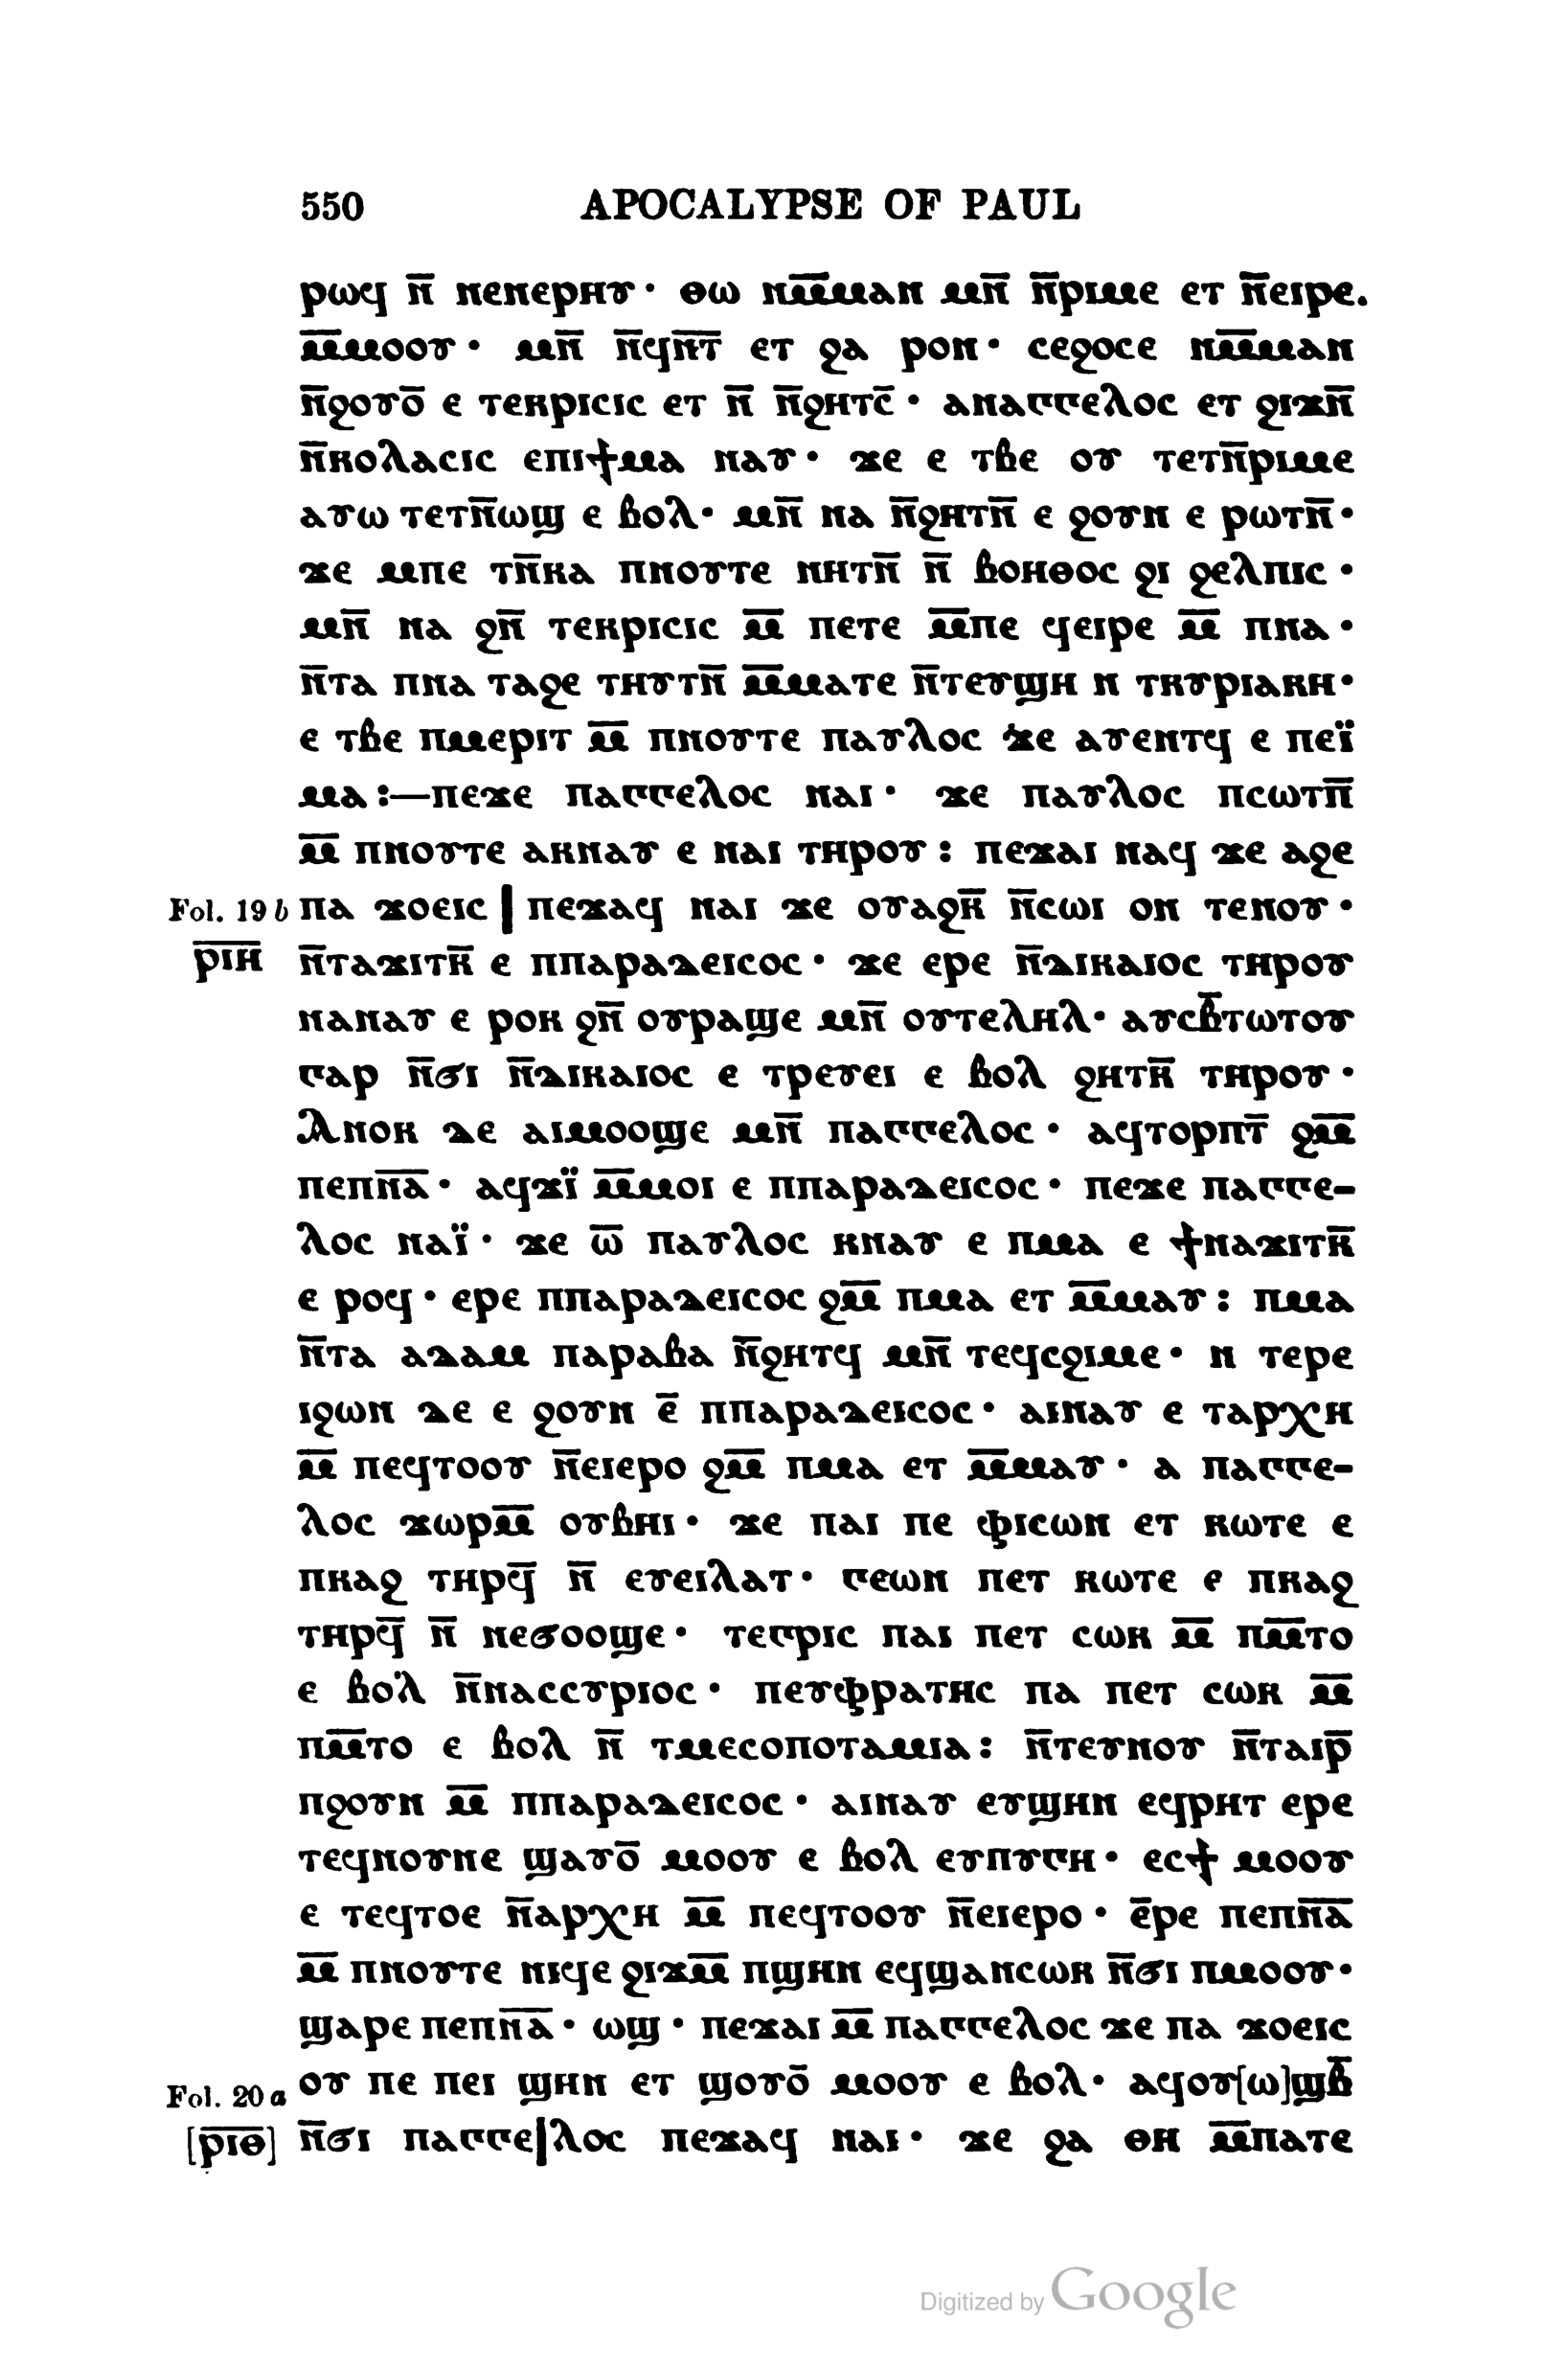 550 APOCALYPSE OF PAUL
ⲣⲱϥ ⲛ̅ ⲛⲉⲛⲉⲣⲏⲩ· ⲑⲱ ⲛⲙ̅ⲙⲁⲛ ⲙⲛ̅ ⲛ̅ⲣⲓⲙⲉ ⲉⲧ ⲛ̅ⲉⲓⲣⲉ.
ⲙ̅ⲙⲟⲟⲩ· ⲙⲛ̅ ⲛ̅ϥⲛ̅ⲧ̅ ⲉⲧ ϩⲁ ⲣⲟⲛ· ⲥⲉϩⲟⲥⲉ ⲛⲙ̅ⲙⲁⲛ
ⲛ̅ϩⲟⲩⲟ̅ ⲉ ⲧⲉⲕⲣⲓⲥⲓⲥ ⲉⲧ ⲛ̅ ⲛ̅ϩⲏⲧⲥ̅· ⲁⲛⲁⲅⲅⲉⲗⲟⲥ ⲉⲧ ϩⲓϫⲛ̅
ⲛ̅ⲕⲟⲗⲁⲥⲓⲥ ⲉⲡⲓϯⲙⲁ ⲛⲁⲩ· ϫⲉ ⲉ ⲧⲃⲉ ⲟⲩ ⲧⲉⲧⲛ̅ⲣⲓⲙⲉ
ⲁⲩⲱ ⲧⲉⲧⲛ̅ⲱϣ ⲉ ⲃⲟⲗ· ⲙⲛ̅ ⲛⲁ ⲛ̅ϩⲏⲧⲛ̅ ⲉ ϩⲟⲩⲛ ⲉ ⲣⲱⲧⲛ̅·
ϫⲉ ⲙⲡⲉ ⲧⲛ̅ⲕⲁ ⲡⲛⲟⲩⲧⲉ ⲛⲏⲧⲛ̅ ⲛ̅ ⲃⲟⲏⲑⲟⲥ ϩⲓ ϩⲉⲗⲡⲓⲥ·
ⲙⲛ̅ ⲛⲁ ϩⲛ̅ ⲧⲉⲕⲣⲓⲥⲓⲥ ⲙ̅ ⲡⲉⲧⲉ ⲙ̅ⲡⲉ ϥⲉⲓⲣⲉ ⲙ̅ ⲡⲛⲁ·
ⲛ̅ⲧⲁ ⲡⲛⲁ ⲧⲁϩⲉ ⲧⲏⲩⲧⲛ̅ ⲙ̅ⲙⲁⲧⲉ ⲛ̅ⲧⲉⲩϣⲏ ⲛ ⲧⲕⲩⲣⲓⲁⲕⲏ·
ⲉ ⲧⲃⲉ ⲡⲙⲉⲣⲓⲧ ⲙ̅ ⲡⲛⲟⲩⲧⲉ ⲡⲁⲩⲗⲟⲥ ϫⲉ ⲁⲩⲉⲛⲧϥ ⲉ ⲡⲉⲓ̈
ⲙⲁ :—ⲡⲉϫⲉ ⲡⲁⲅⲅⲉⲗⲟⲥ ⲛⲁⲓ· ϫⲉ ⲡⲁⲩⲗⲟⲥ ⲡⲥⲱⲧⲡ̅
ⲙ̅ ⲡⲛⲟⲩⲧⲉ ⲁⲕⲛⲁⲩ ⲉ ⲛⲁⲓ ⲧⲏⲣⲟⲩ : ⲡⲉϫⲁⲓ ⲛⲁϥ ϫⲉ ⲁϩⲉ
Fol. 19 b ⲡⲁ ϫⲟⲉⲓⲥ | ⲡⲉϫⲁϥ ⲛⲁⲓ ϫⲉ ⲟⲩⲁϩⲕ̅ ⲛ̅ⲥⲱⲓ ⲟⲛ ⲧⲉⲛⲟⲩ·
ⲣ̅ⲓ̅ⲏ̅ ⲛ̅ⲧⲁϫⲓⲧⲕ̅ ⲉ ⲡⲡⲁⲣⲁⲇⲉⲓⲥⲟⲥ· ϫⲉ ⲉⲣⲉ ⲛ̅ⲇⲓⲕⲁⲓⲟⲥ ⲧⲏⲣⲟⲩ
ⲛⲁⲛⲁⲩ ⲉ ⲣⲟⲕ ϩⲛ̅ ⲟⲩⲣⲁϣⲉ ⲙⲛ̅ ⲟⲩⲧⲉⲗⲏⲗ· ⲁⲩⲥⲃ̅ⲧⲱⲧⲟⲩ
ⲅⲁⲣ ⲛ̅ϭⲓ ⲛ̅ⲇⲓⲕⲁⲓⲟⲥ ⲉ ⲧⲣⲉⲩⲉⲓ ⲉ ⲃⲟⲗ ϩⲏⲧⲕ̅ ⲧⲏⲣⲟⲩ·
Ⲁⲛⲟⲕ ⲇⲉ ⲁⲓⲙⲟⲟϣⲉ ⲙⲛ̅ ⲡⲁⲅⲅⲉⲗⲟⲥ· ⲁϥⲧⲟⲣⲡⲧ̅ ϩⲙ̅
ⲡⲉⲡⲛ̅ⲁ̅· ⲁϥϫⲓ̈ ⲙ̅ⲙⲟⲓ ⲉ ⲡⲡⲁⲣⲁⲇⲉⲓⲥⲟⲥ· ⲡⲉϫⲉ ⲡⲁⲅⲅⲉ-
ⲗⲟⲥ ⲛⲁⲓ̈· ϫⲉ ⲱ̅ ⲡⲁⲩⲗⲟⲥ ⲕⲛⲁⲩ ⲉ ⲡⲙⲁ ⲉ ϯⲛⲁϫⲓⲧⲕ̅
ⲉ ⲣⲟϥ· ⲉⲣⲉ ⲡⲡⲁⲣⲁⲇⲉⲓⲥⲟⲥ ϩⲙ̅ ⲡⲙⲁ ⲉⲧ ⲙ̅ⲙⲁⲩ : ⲡⲙⲁ
ⲛ̅ⲧⲁ ⲁⲇⲁⲙ ⲡⲁⲣⲁⲃⲁ ⲛ̅ϩⲏⲧϥ ⲙⲛ̅ ⲧⲉϥⲥϩⲓⲙⲉ· ⲛ ⲧⲉⲣⲉ
ⲓϩⲱⲛ ⲇⲉ ⲉ ϩⲟⲩⲛ ⲉ̅ ⲡⲡⲁⲣⲁⲇⲉⲓⲥⲟⲥ· ⲁⲓⲛⲁⲩ ⲉ ⲧⲁⲣⲭⲏ
ⲙ̅ ⲡⲉϥⲧⲟⲟⲩ ⲛ̅ⲉⲓⲉⲣⲟ ϩⲙ̅ ⲡⲙⲁ ⲉⲧ ⲙ̅ⲙⲁⲩ· ⲁ ⲡⲁⲅⲅⲉ-
ⲗⲟⲥ ϫⲱⲣⲙ̅ ⲟⲩⲃⲏⲓ· ϫⲉ ⲡⲁⲓ ⲡⲉ ⲫⲓⲥⲱⲛ ⲉⲧ ⲕⲱⲧⲉ ⲉ
ⲡⲕⲁϩ ⲧⲏⲣϥ̅ ⲛ̅ ⲉⲩⲉⲓⲗⲁⲧ· ⲅⲉⲱⲛ ⲡⲉⲧ ⲕⲱⲧⲉ ⲉ ⲡⲕⲁϩ
ⲧⲏⲣϥ̅ ⲛ̅ ⲛⲉϭⲟⲟϣⲉ· ⲧⲉⲅⲣⲓⲥ ⲡⲁⲓ ⲡⲉⲧ ⲥⲱⲕ ⲙ̅ ⲡⲙ̅ⲧⲟ
ⲉ ⲃⲟⲗ ⲛ̅ⲛⲁⲥⲥⲩⲣⲓⲟⲥ· ⲡⲉⲩⲫⲣⲁⲧⲏⲥ ⲡⲁ ⲡⲉⲧ ⲥⲱⲕ ⲙ̅
ⲡⲙ̅ⲧⲟ ⲉ ⲃⲟⲗ ⲛ̅ ⲧⲙⲉⲥⲟⲡⲟⲧⲁⲙⲓⲁ : ⲛ̅ⲧⲉⲩⲛⲟⲩ ⲛ̅ⲧⲁⲓⲣ̅
ⲡϩⲟⲩⲛ ⲙ̅ ⲡⲡⲁⲣⲁⲇⲉⲓⲥⲟⲥ· ⲁⲓⲛⲁⲩ ⲉⲩϣⲏⲛ ⲉϥⲣⲏⲧ ⲉⲣⲉ
ⲧⲉϥⲛⲟⲩⲛⲉ ϣⲁⲩⲟ̅ ⲙⲟⲟⲩ ⲉ ⲃⲟⲗ ⲉⲩⲡⲩⲅⲏ· ⲉⲥϯ ⲙⲟⲟⲩ
ⲉ ⲧⲉϥⲧⲟⲉ ⲛ̅ⲁⲣⲭⲏ ⲙ̅ ⲡⲉϥⲧⲟⲟⲩ ⲛ̅ⲉⲓⲉⲣⲟ· ⲉ̅ⲣⲉ ⲡⲉⲡⲛ̅ⲁ̅
ⲙ̅ ⲡⲛⲟⲩⲧⲉ ⲛⲓϥⲉ ϩⲓϫⲙ̅ ⲡϣⲏⲛ ⲉϥϣⲁⲛⲥⲱⲕ ⲛ̅ϭⲓ ⲡⲙⲟⲟⲩ·
ϣⲁⲣⲉ ⲡⲉⲡⲛ̅ⲁ̅· ⲱϣ· ⲡⲉϫⲁⲓ ⲙ̅ ⲡⲁⲅⲅⲉⲗⲟⲥ ϫⲉ ⲡⲁ ϫⲟⲉⲓⲥ
ⲟⲩ ⲡⲉ ⲡⲉⲓ ϣⲏⲛ ⲉⲧ ϣⲟⲩⲟ̅ ⲙⲟⲟⲩ ⲉ ⲃⲟⲗ· ⲁϥⲟⲩ[ⲱ]ϣⲃ̅
Fol. 20 a
[ⲣ̅ⲓ̅ⲑ̅] ⲛ̅ϭⲓ ⲡⲁⲅⲅⲉ|ⲗⲟⲥ ⲡⲉϫⲁϥ ⲛⲁⲓ· ϫⲉ ϩⲁ ⲑⲏ ⲙ̅ⲡⲁⲧⲉ
Digitized by Google